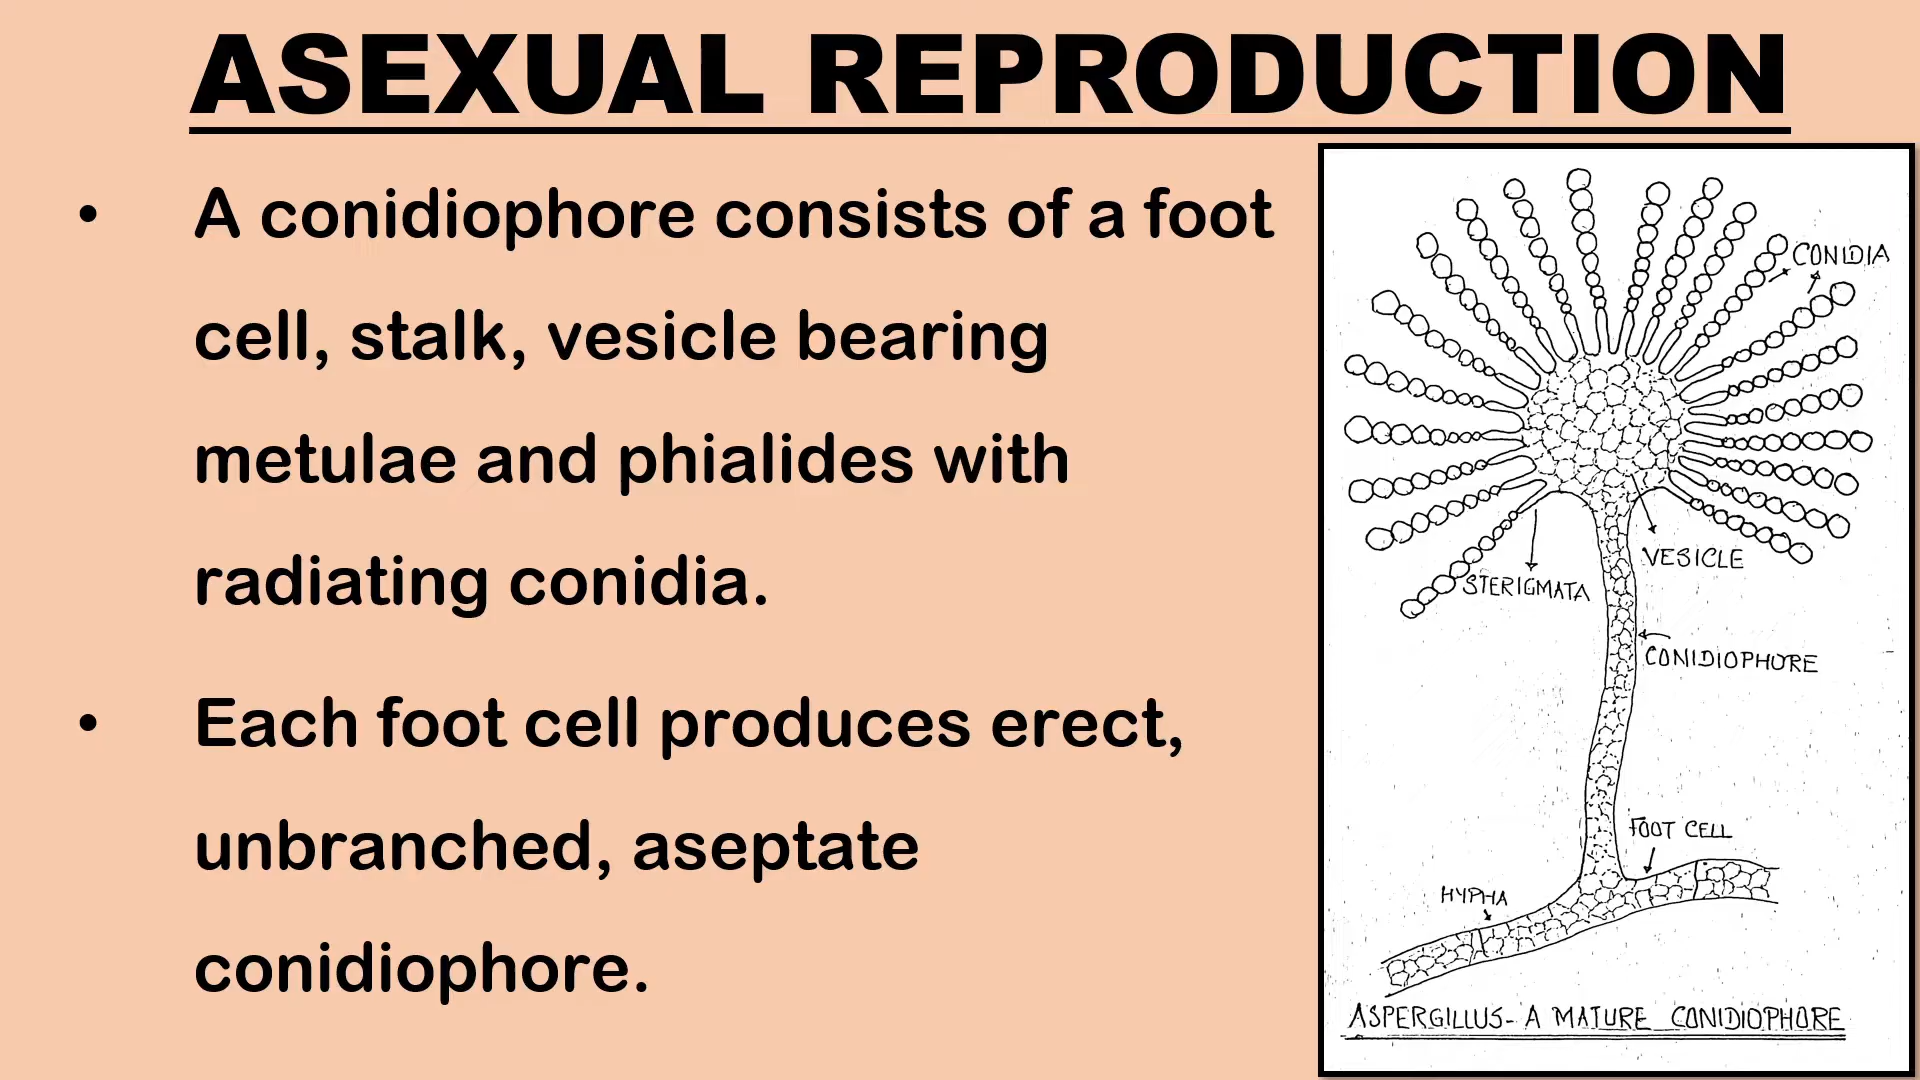 ASEXUAL REPRODUCTION
• A conidiophore consists of a foot
cell, stalk, vesicle bearing
metulae and phialides with
radiating conidia.
• Each foot cell produces erect,
unbranched, aseptate
conidiophore.
CONIDIA
VESICLE
STERIGMATA
CONIDIOPHORE
FOOT CELL
HYPHA
ASPERGILLUS- A MATURE CONIDIOPHORE